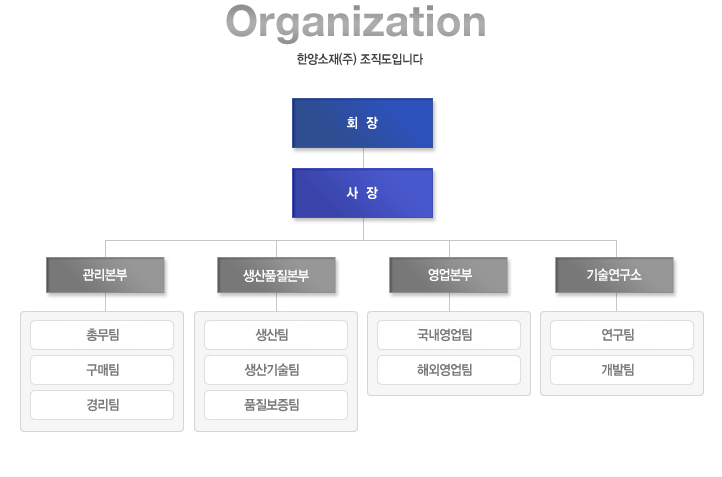 Organization
한양소재(주) 조직도입니다
회 장
사 장
관리본부
생산품질본부
영업본부
기술연구소
총무팀
구매팀
경리팀
생산팀
생산기술팀
품질보증팀
국내영업팀
해외영업팀
연구팀
개발팀